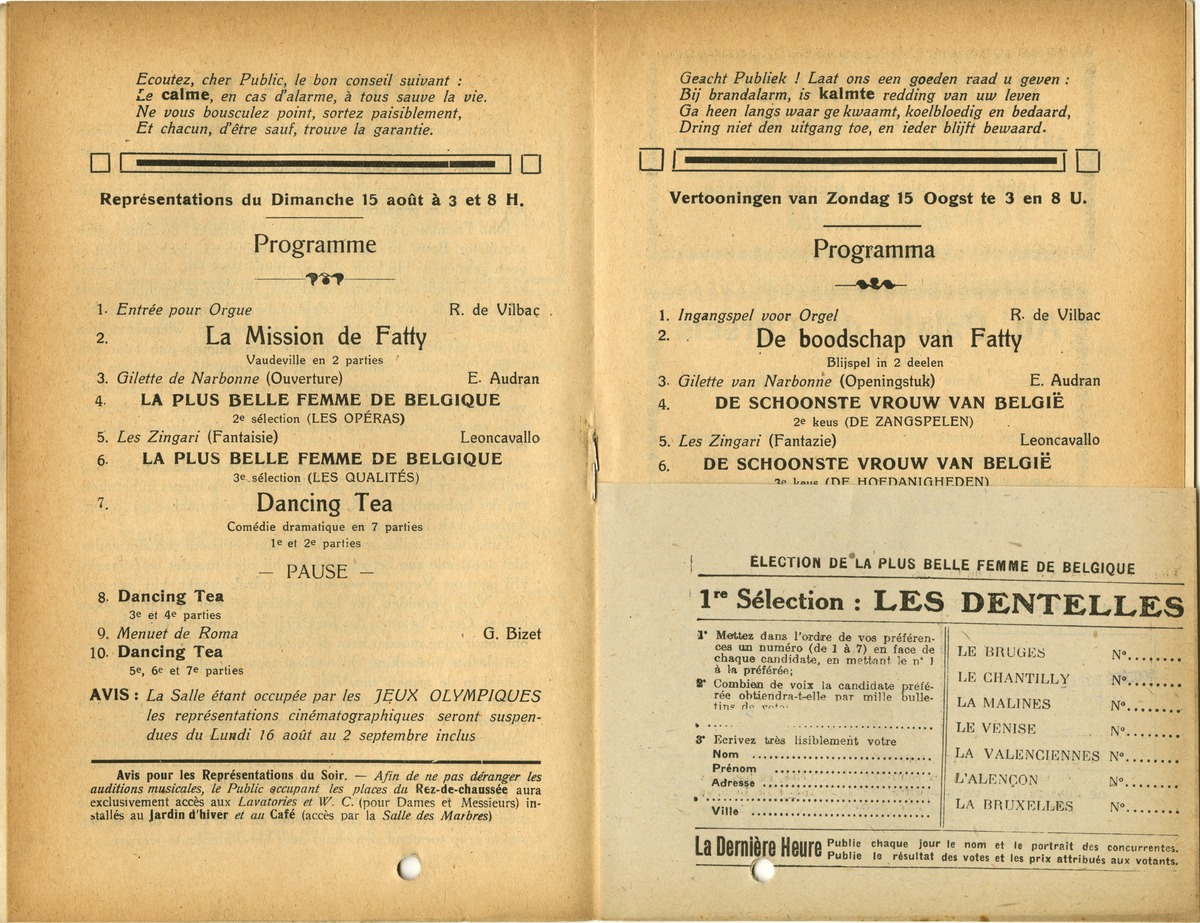 Ecoutez, cher Public, le bon conseil suivant :
Le calme, en cas d'alarme, à tous sauve la vie.
Ne vous bousculez point, sortez paisiblement,
Et chacun, d'être sauf, trouve la garantie.
Représentations du Dimanche 15 août à 3 et 8 H.
Programme
1. Entrée pour Orgue R. de Vilbac
2. La Mission de Fatty
Vaudeville en 2 parties
3. Gilette de Narbonne (Ouverture) E. Audran
4. LA PLUS BELLE FEMME DE BELGIQUE
2e sélection (LES OPÉRAS)
5. Les Zingari (Fantaisie) Leoncavallo
6. LA PLUS BELLE FEMME DE BELGIQUE
3e sélection (LES QUALITÉS)
7. Dancing Tea
Comédie dramatique en 7 parties
1e et 2e parties
— PAUSE —
8. Dancing Tea
3e et 4e parties
9. Menuet de Roma G. Bizet
10. Dancing Tea
5e, 6e et 7e parties
AVIS : La Salle étant occupée par les JEUX OLYMPIQUES
les représentations cinématographiques seront suspen-
dues du Lundi 16 août au 2 septembre inclus
Avis pour les Représentations du Soir. — Afin de ne pas déranger les
auditions musicales, le Public occupant les places du Rez-de-chaussée aura
exclusivement accès aux Lavatories et W. C. (pour Dames et Messieurs) in-
stallés au Jardin d'hiver et au Café (accès par la Salle des Marbres)
Geacht Publiek ! Laat ons een goeden raad u geven :
Bij brandalarm, is kalmte redding van uw leven
Ga heen langs waar ge kwaamt, koelbloedig en bedaard,
Dring niet den uitgang toe, en ieder blijft bewaard.
Vertooningen van Zondag 15 Oogst te 3 en 8 U.
Programma
1. Ingangspel voor Orgel R. de Vilbac
2. De boodschap van Fatty
Blijspel in 2 deelen
3. Gilette van Narbonne (Openingstuk) E. Audran
4. DE SCHOONSTE VROUW VAN BELGIË
2e keus (DE ZANGSPELEN)
5. Les Zingari (Fantazie) Leoncavallo
6. DE SCHOONSTE VROUW VAN BELGIË
3e keus (DE HOEDANIGHEDEN)
ÉLECTION DE LA PLUS BELLE FEMME DE BELGIQUE
1re Sélection : LES DENTELLES
1° Mettez dans l'ordre de vos préféren-
ces un numéro (de 1 à 7) en face de
chaque candidate, en mettant le n° 1
à la préférée;
2° Combien de voix la candidate préfé-
rée obtiendra-t-elle par mille bulle-
tins de vote.
....................
3° Ecrivez très lisiblement votre
Nom ....................
Prénom ....................
Adresse ....................
....................
Ville ....................
LE BRUGES N°........
LE CHANTILLY N°........
LA MALINES N°........
LE VENISE N°........
LA VALENCIENNES N°........
L'ALENÇON N°........
LA BRUXELLES N°........
La Dernière Heure Publie chaque jour le nom et le portrait des concurrentes.
Publie le résultat des votes et les prix attribués aux votants.